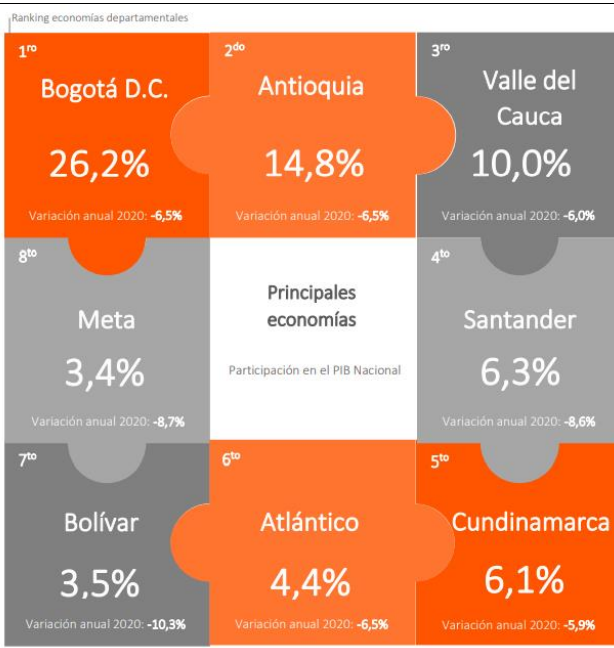 Ranking economías departamentales
1ro
Bogotá D.C.
26,2%
Variación anual 2020: -6,5%
2do
Antioquia
14,8%
Variación anual 2020: -6,5%
3ro
Valle del
Cauca
10,0%
Variación anual 2020: -6,0%
8to
Meta
3,4%
Variación anual 2020: -8,7%
Principales
economías
Participación en el PIB Nacional
4to
Santander
6,3%
Variación anual 2020: -8,6%
7to
Bolívar
3,5%
Variación anual 2020: -10,3%
6to
Atlántico
4,4%
Variación anual 2020: -6,5%
5to
Cundinamarca
6,1%
Variación anual 2020: -5,9%